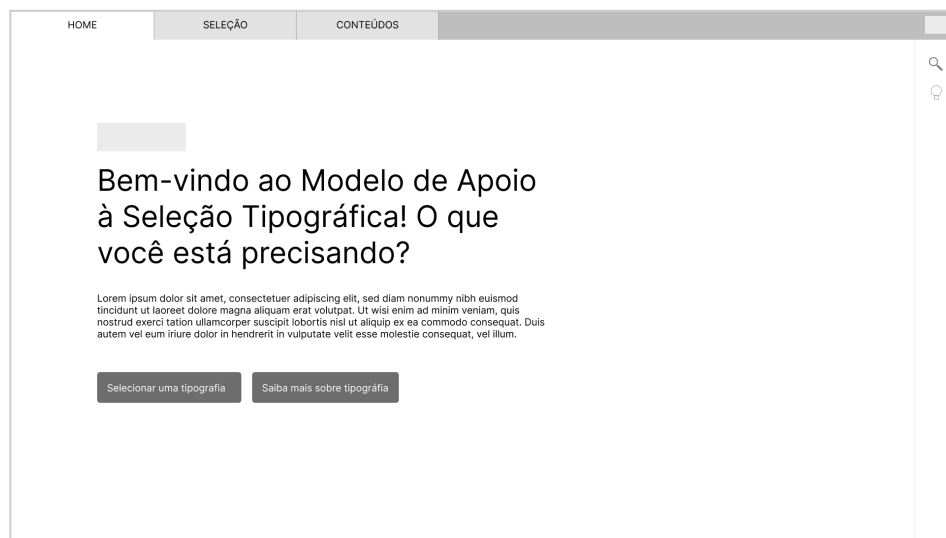 HOME
SELEÇÃO
CONTEÚDOS
Bem-vindo ao Modelo de Apoio
à Seleção Tipográfica! O que
você está precisando?
Lorem ipsum dolor sit amet, consectetuer adipiscing elit, sed diam nonummy nibh euismod
tincidunt ut laoreet dolore magna aliquam erat volutpat. Ut wisi enim ad minim veniam, quis
nostrud exerci tation ullamcorper suscipit lobortis nisl ut aliquip ex ea commodo consequat. Duis
autem vel eum iriure dolor in hendrerit in vulputate velit esse molestie consequat, vel illum.
Selecionar uma tipografia
Saiba mais sobre tipográfia